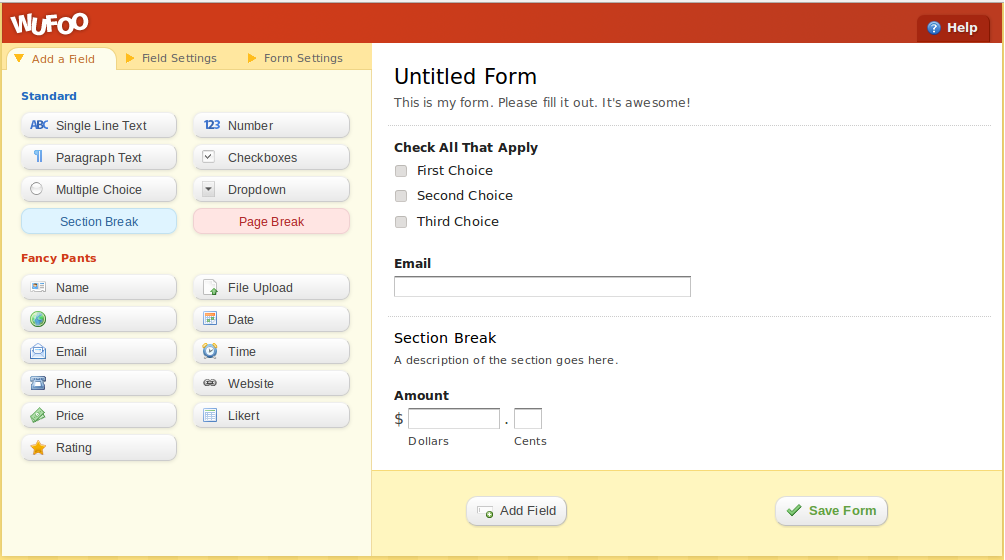 WUFOO
Help
Add a Field
Field Settings
Form Settings
Standard
ABC Single Line Text
123 Number
¶ Paragraph Text
Checkboxes
Multiple Choice
Dropdown
Section Break
Page Break
Fancy Pants
Name
File Upload
Address
Date
Email
Time
Phone
Website
Price
Likert
Rating
Untitled Form
This is my form. Please fill it out. It's awesome!
Check All That Apply
First Choice
Second Choice
Third Choice
Email
Section Break
A description of the section goes here.
Amount
$ .
Dollars Cents
Add Field
Save Form